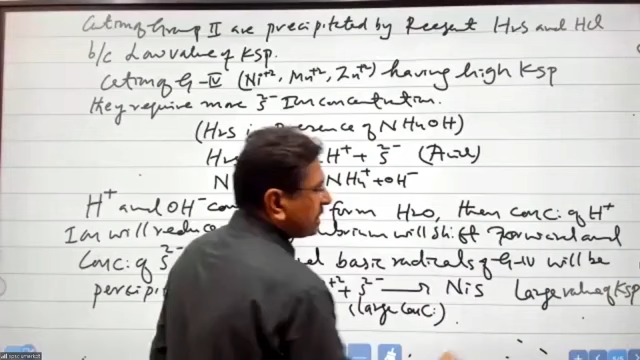 Cation of Group II are precipitated by Reagent H2S and HCl
b/c Low value of KSP.
Cation of G-IV (Ni+2, Mn+2, Zn+2) having high KSP
they require more S2- Ion concentration.
(H2S in presence of NH4OH)
H+ + S2- (Acid)
NH4+ + OH-
H+ and OH- form H2O, then conc: of H+
Ion will reduce will shift forward and
Conc: of S2- basic radicals of G-IV will be
+2 + S2- → NiS Large value of KSP
(large conc:)